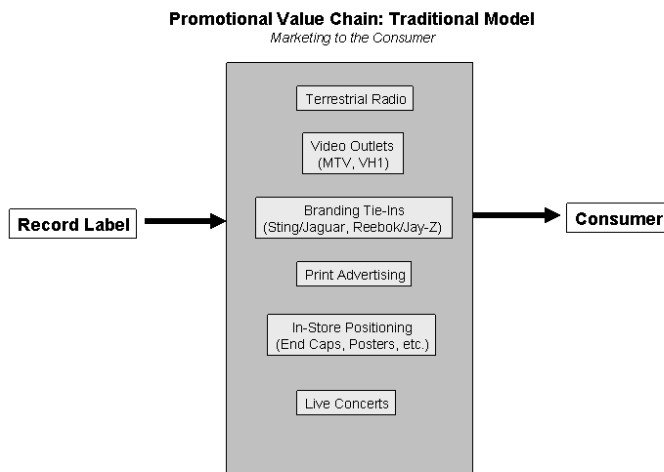 Promotional Value Chain: Traditional Model
Marketing to the Consumer
Terrestrial Radio
Video Outlets
(MTV, VH1)
Record Label
Branding Tie-Ins
(Sting/Jaguar, Reebok/Jay-Z)
Consumer
Print Advertising
In-Store Positioning
(End Caps, Posters, etc.)
Live Concerts